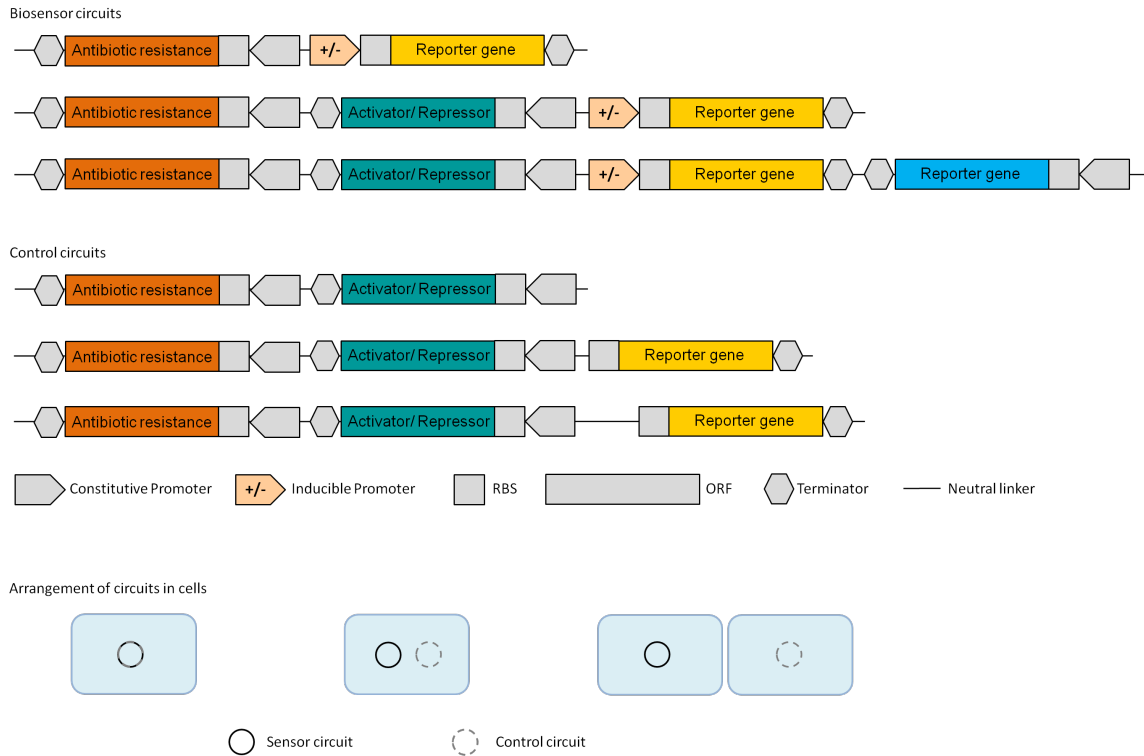 Biosensor circuits
Antibiotic resistance +/- Reporter gene
Antibiotic resistance Activator/ Repressor +/- Reporter gene
Antibiotic resistance Activator/ Repressor +/- Reporter gene Reporter gene
Control circuits
Antibiotic resistance Activator/ Repressor
Antibiotic resistance Activator/ Repressor Reporter gene
Antibiotic resistance Activator/ Repressor Reporter gene
Constitutive Promoter +/- Inducible Promoter RBS ORF Terminator Neutral linker
Arrangement of circuits in cells
Sensor circuit Control circuit